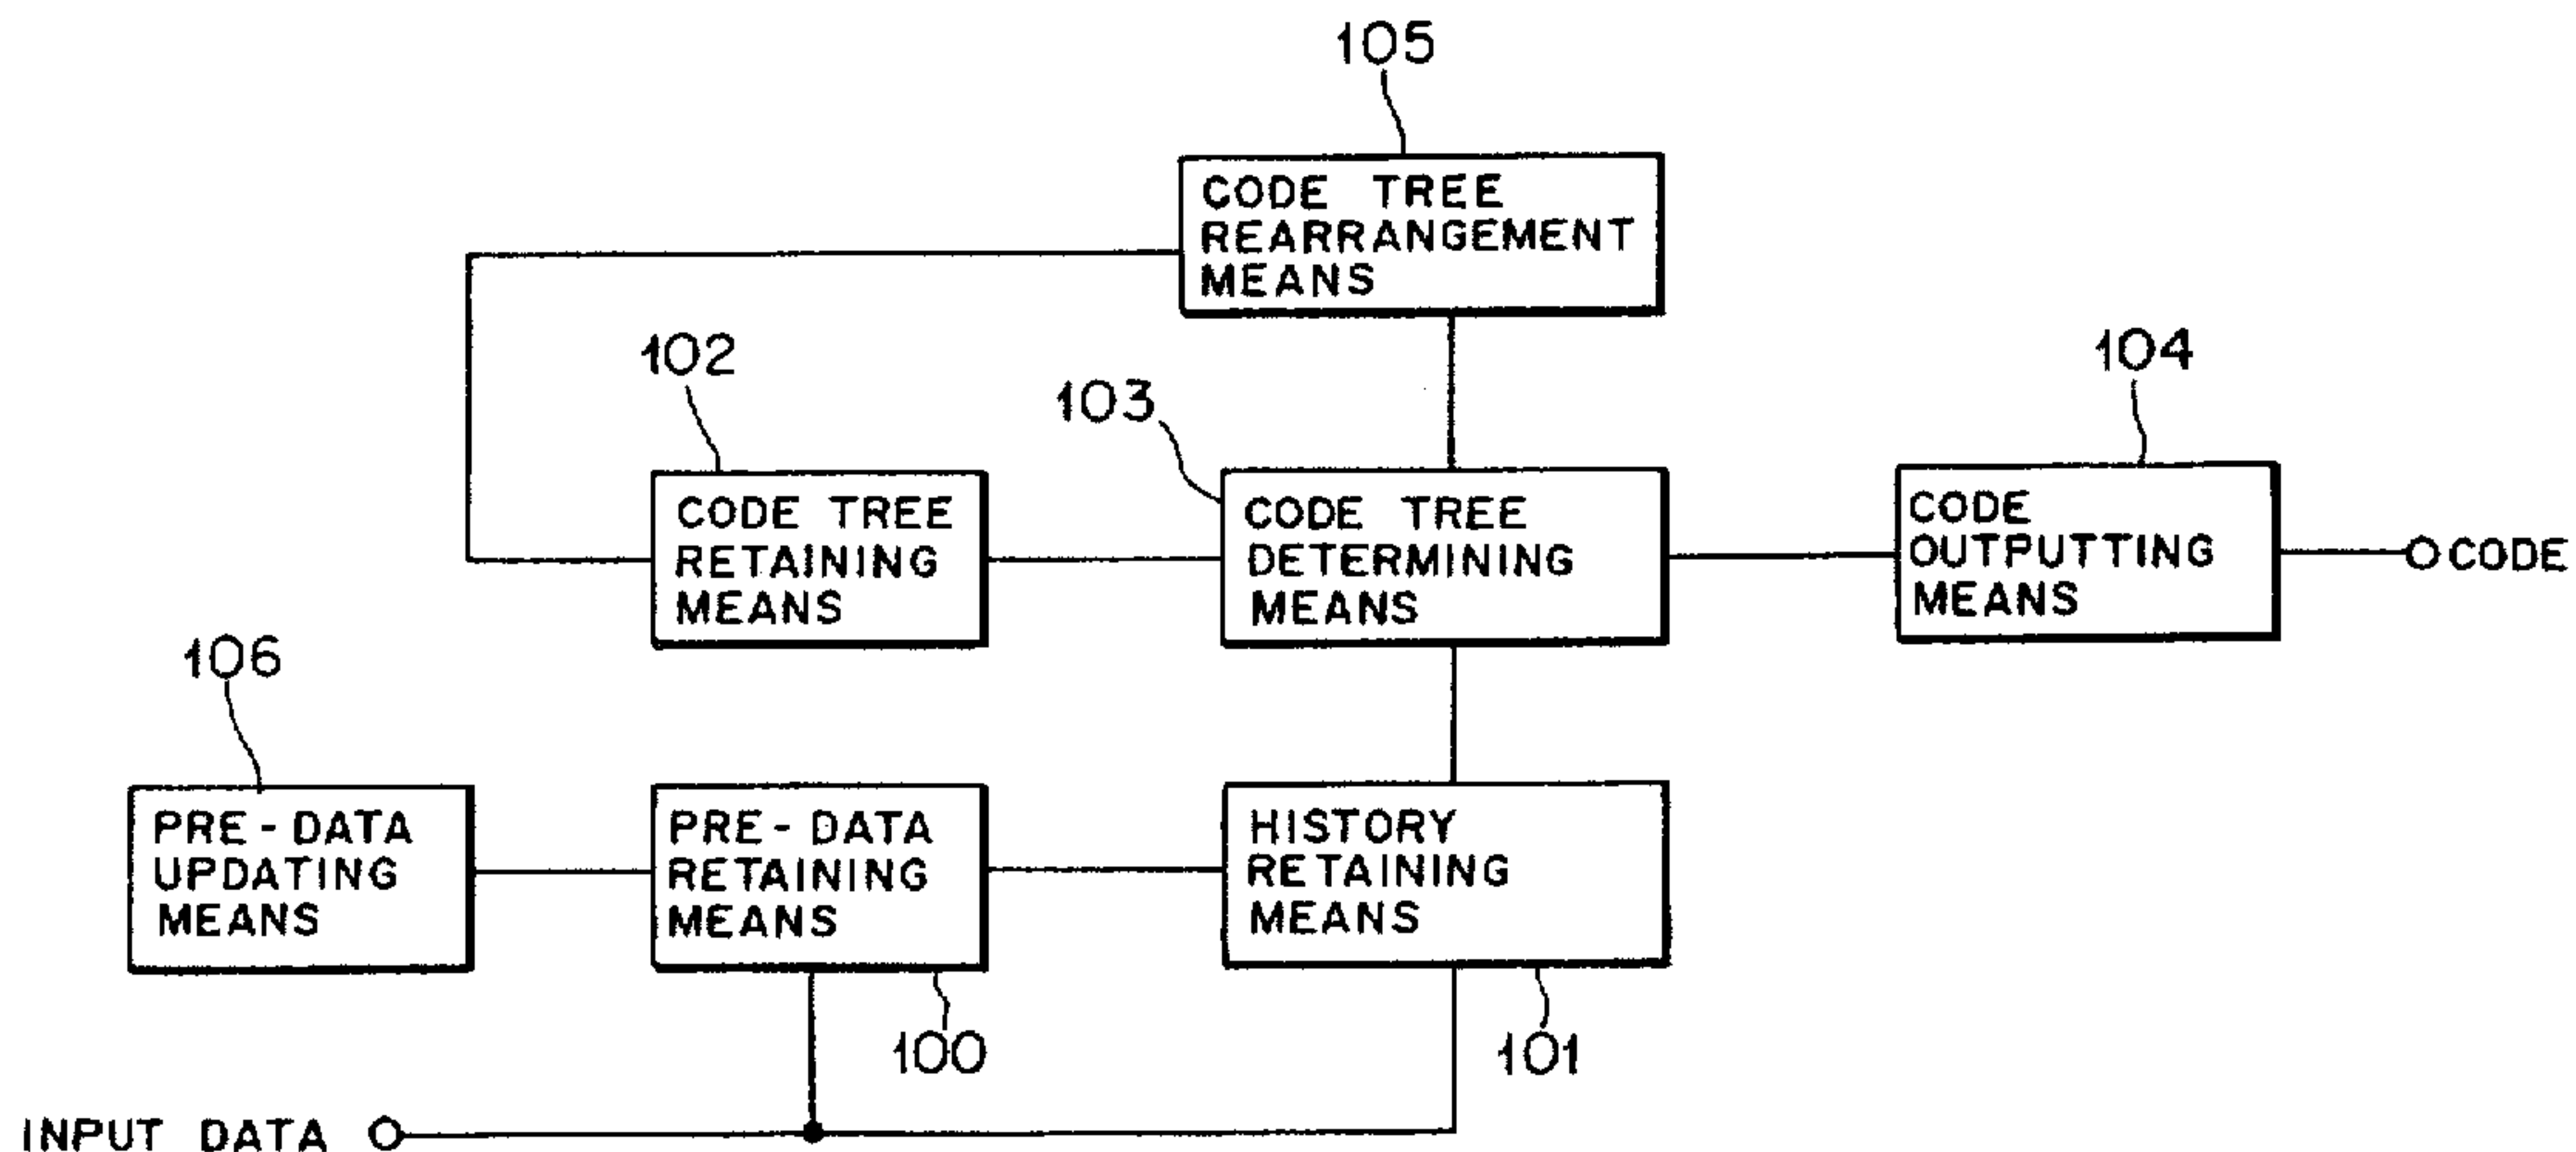 105
CODE TREE
REARRANGEMENT
MEANS
102
103
104
CODE TREE
RETAINING
MEANS
CODE TREE
DETERMINING
MEANS
CODE
OUTPUTTING
MEANS
CODE
106
PRE-DATA
UPDATING
MEANS
PRE-DATA
RETAINING
MEANS
HISTORY
RETAINING
MEANS
100
101
INPUT DATA